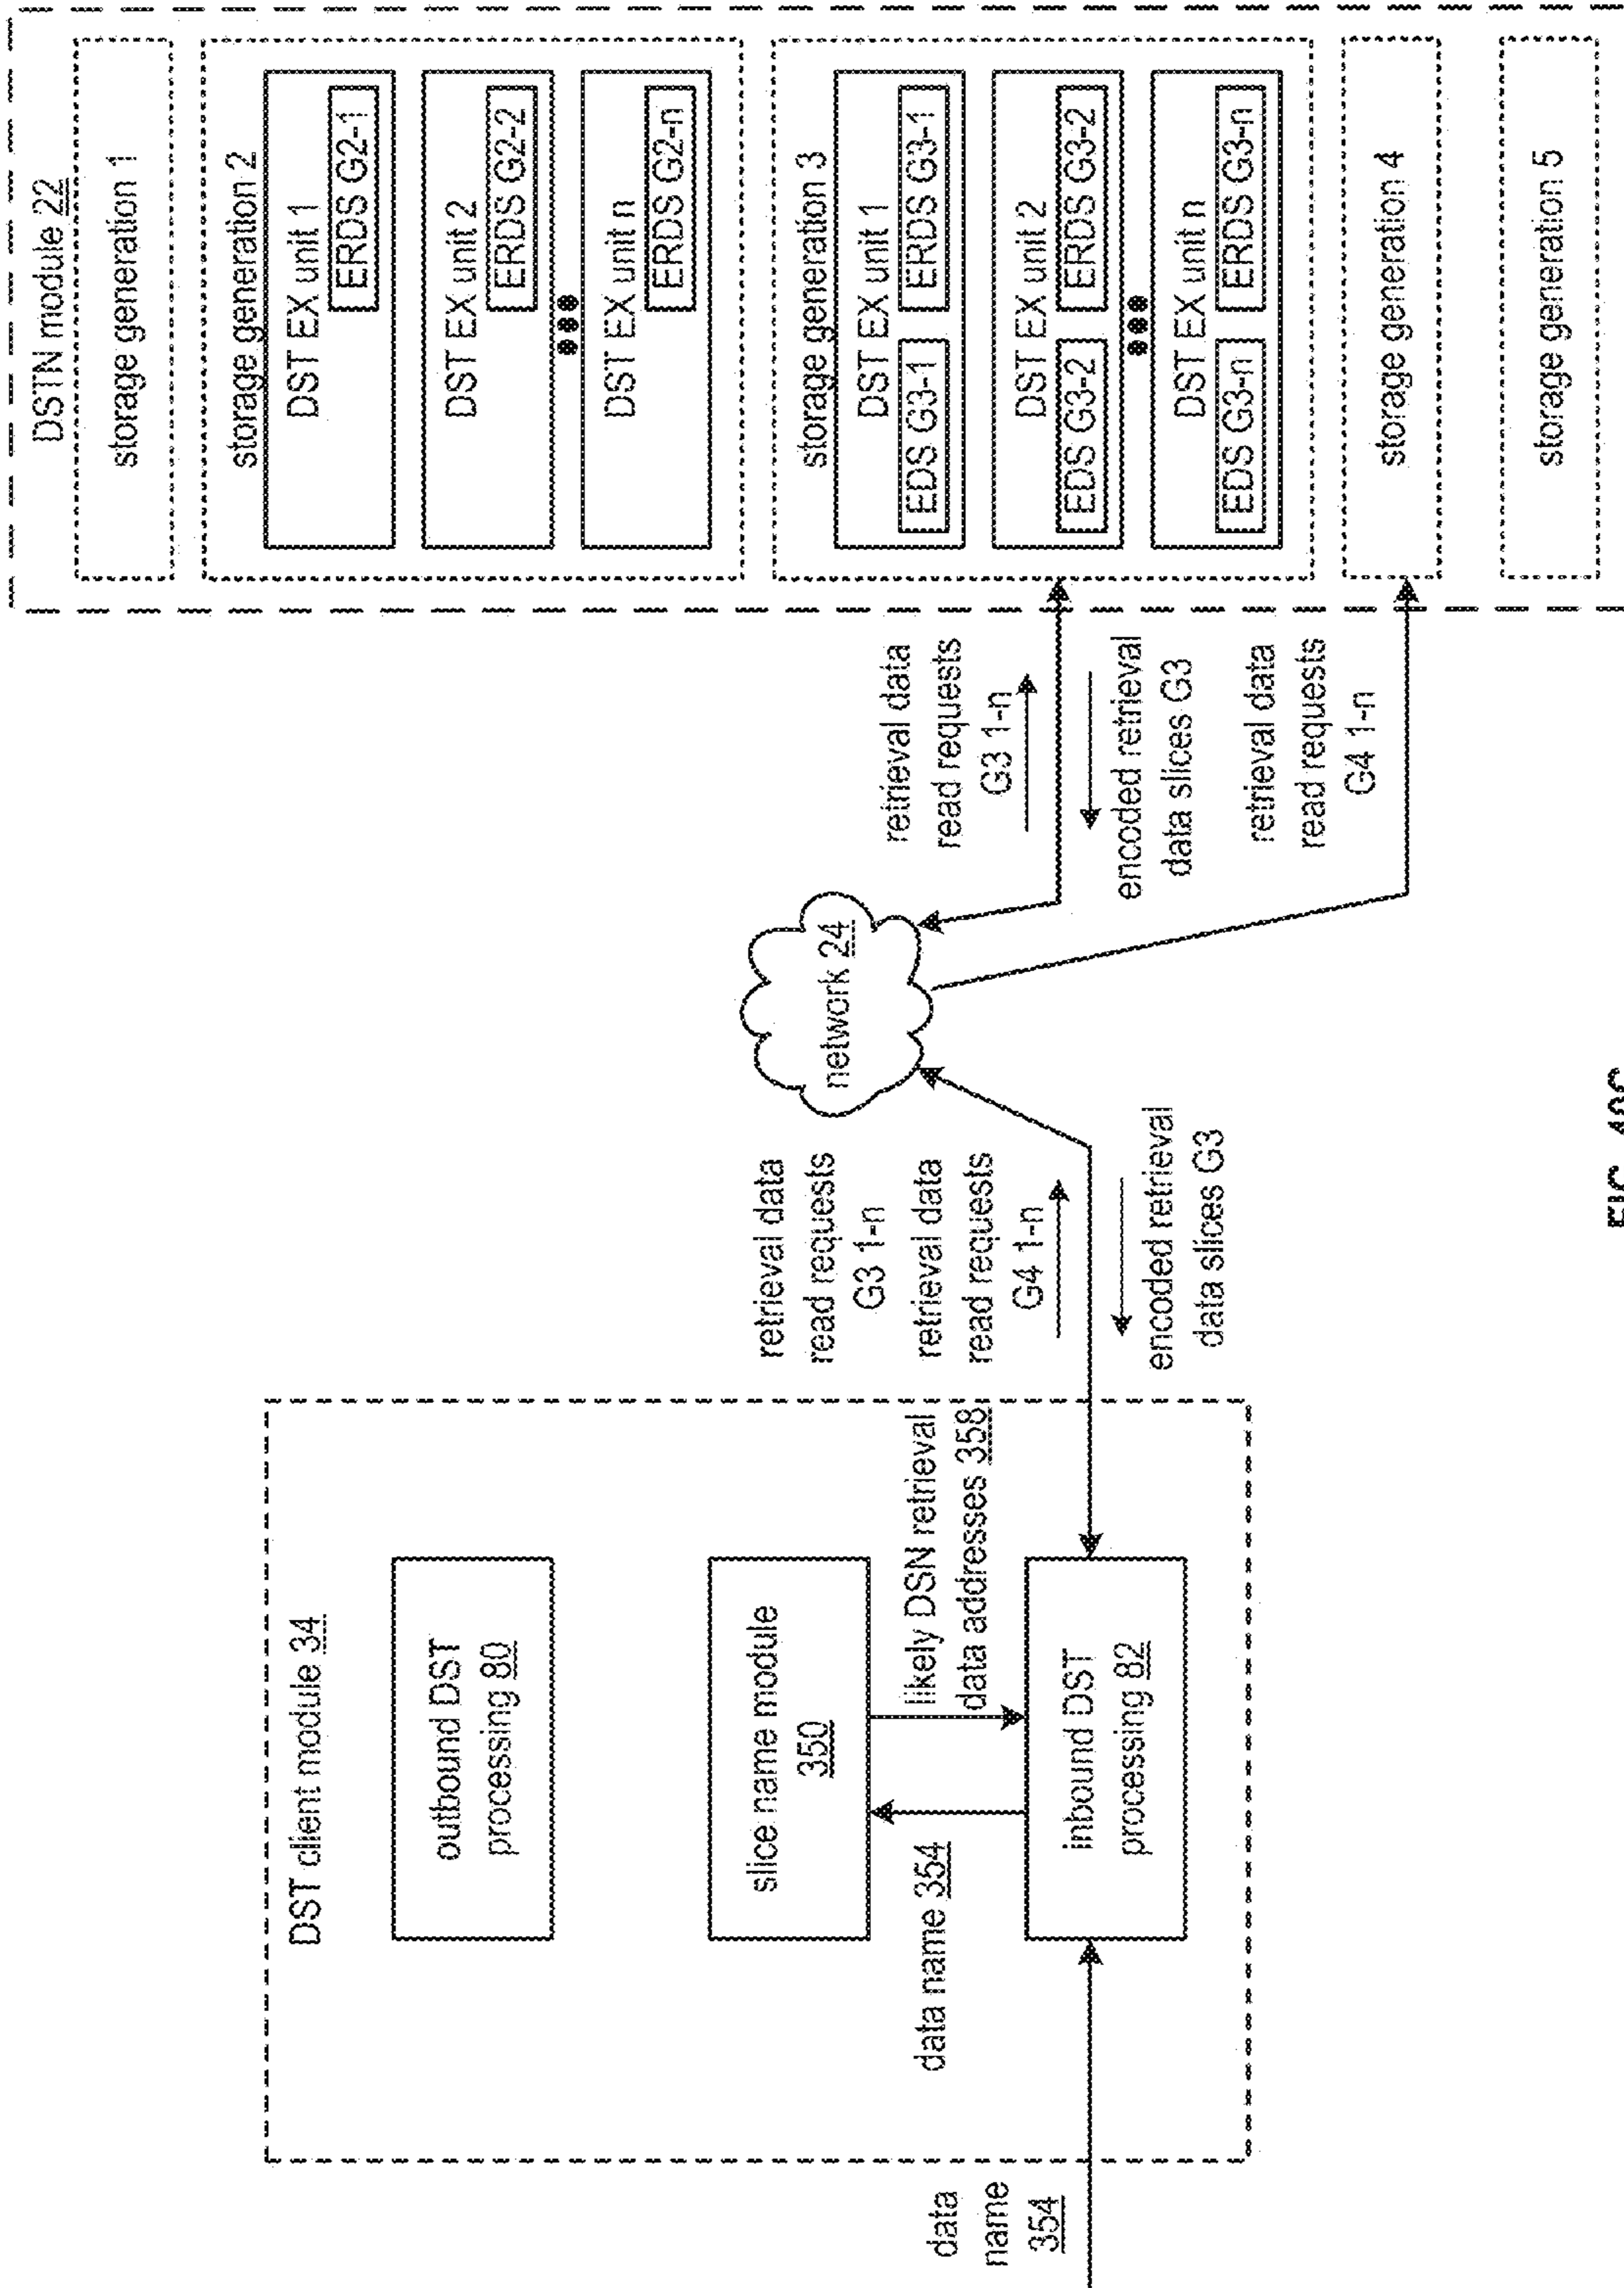 DSTN module 22
storage generation 1
storage generation 2
DST EX unit 1
ERDS G2-1
DST EX unit 2
ERDS G2-2
DST EX unit n
ERDS G2-n
storage generation 3
DST EX unit 1
EDS G3-1
ERDS G3-1
DST EX unit 2
EDS G3-2
ERDS G3-2
DST EX unit n
EDS G3-n
ERDS G3-n
storage generation 4
storage generation 5
DST client module 34
outbound DST
processing 80
slice name module
350
data name 354
likely DSN retrieval
data addresses 358
inbound DST
processing 82
data
name
354
retrieval data
read requests
G3 1-n
retrieval data
read requests
G4 1-n
encoded retrieval
data slices G3
network 24
retrieval data
read requests
G3 1-n
encoded retrieval
data slices G3
retrieval data
read requests
G4 1-n